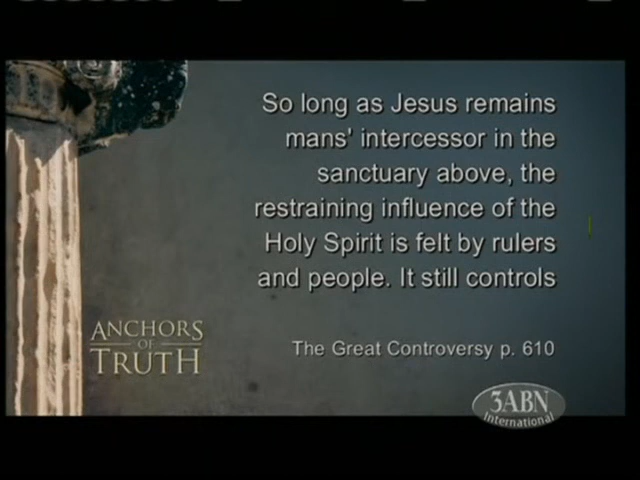 So long as Jesus remains
mans' intercessor in the
sanctuary above, the
restraining influence of the
Holy Spirit is felt by rulers
and people. It still controls
The Great Controversy p. 610
ANCHORS
OF
TRUTH
3ABN
International